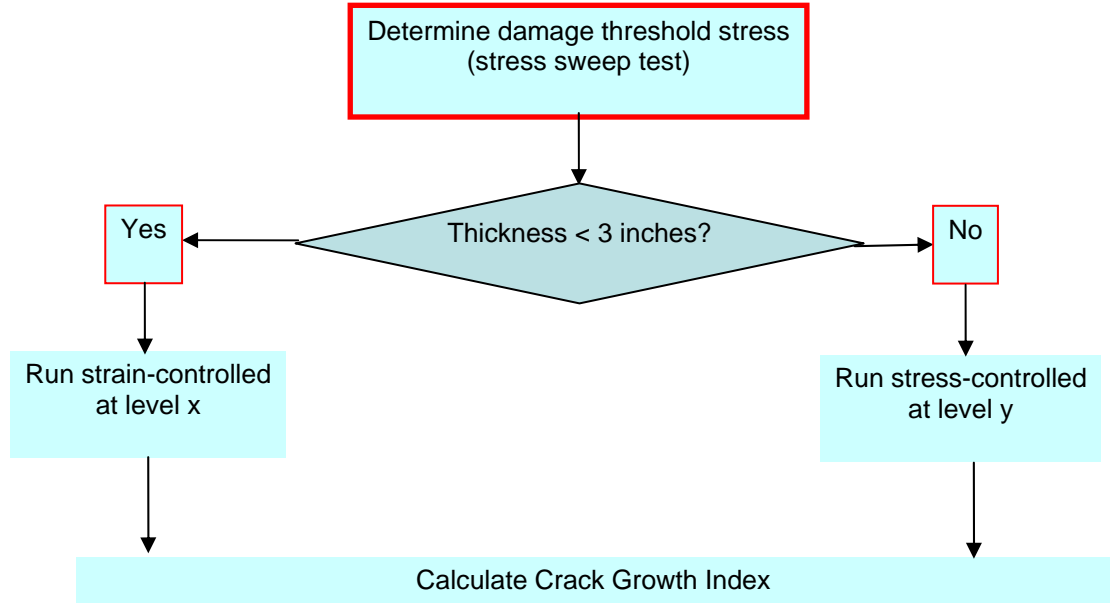 Determine damage threshold stress
(stress sweep test)
Thickness < 3 inches?
Yes
No
Run strain-controlled
at level x
Run stress-controlled
at level y
Calculate Crack Growth Index